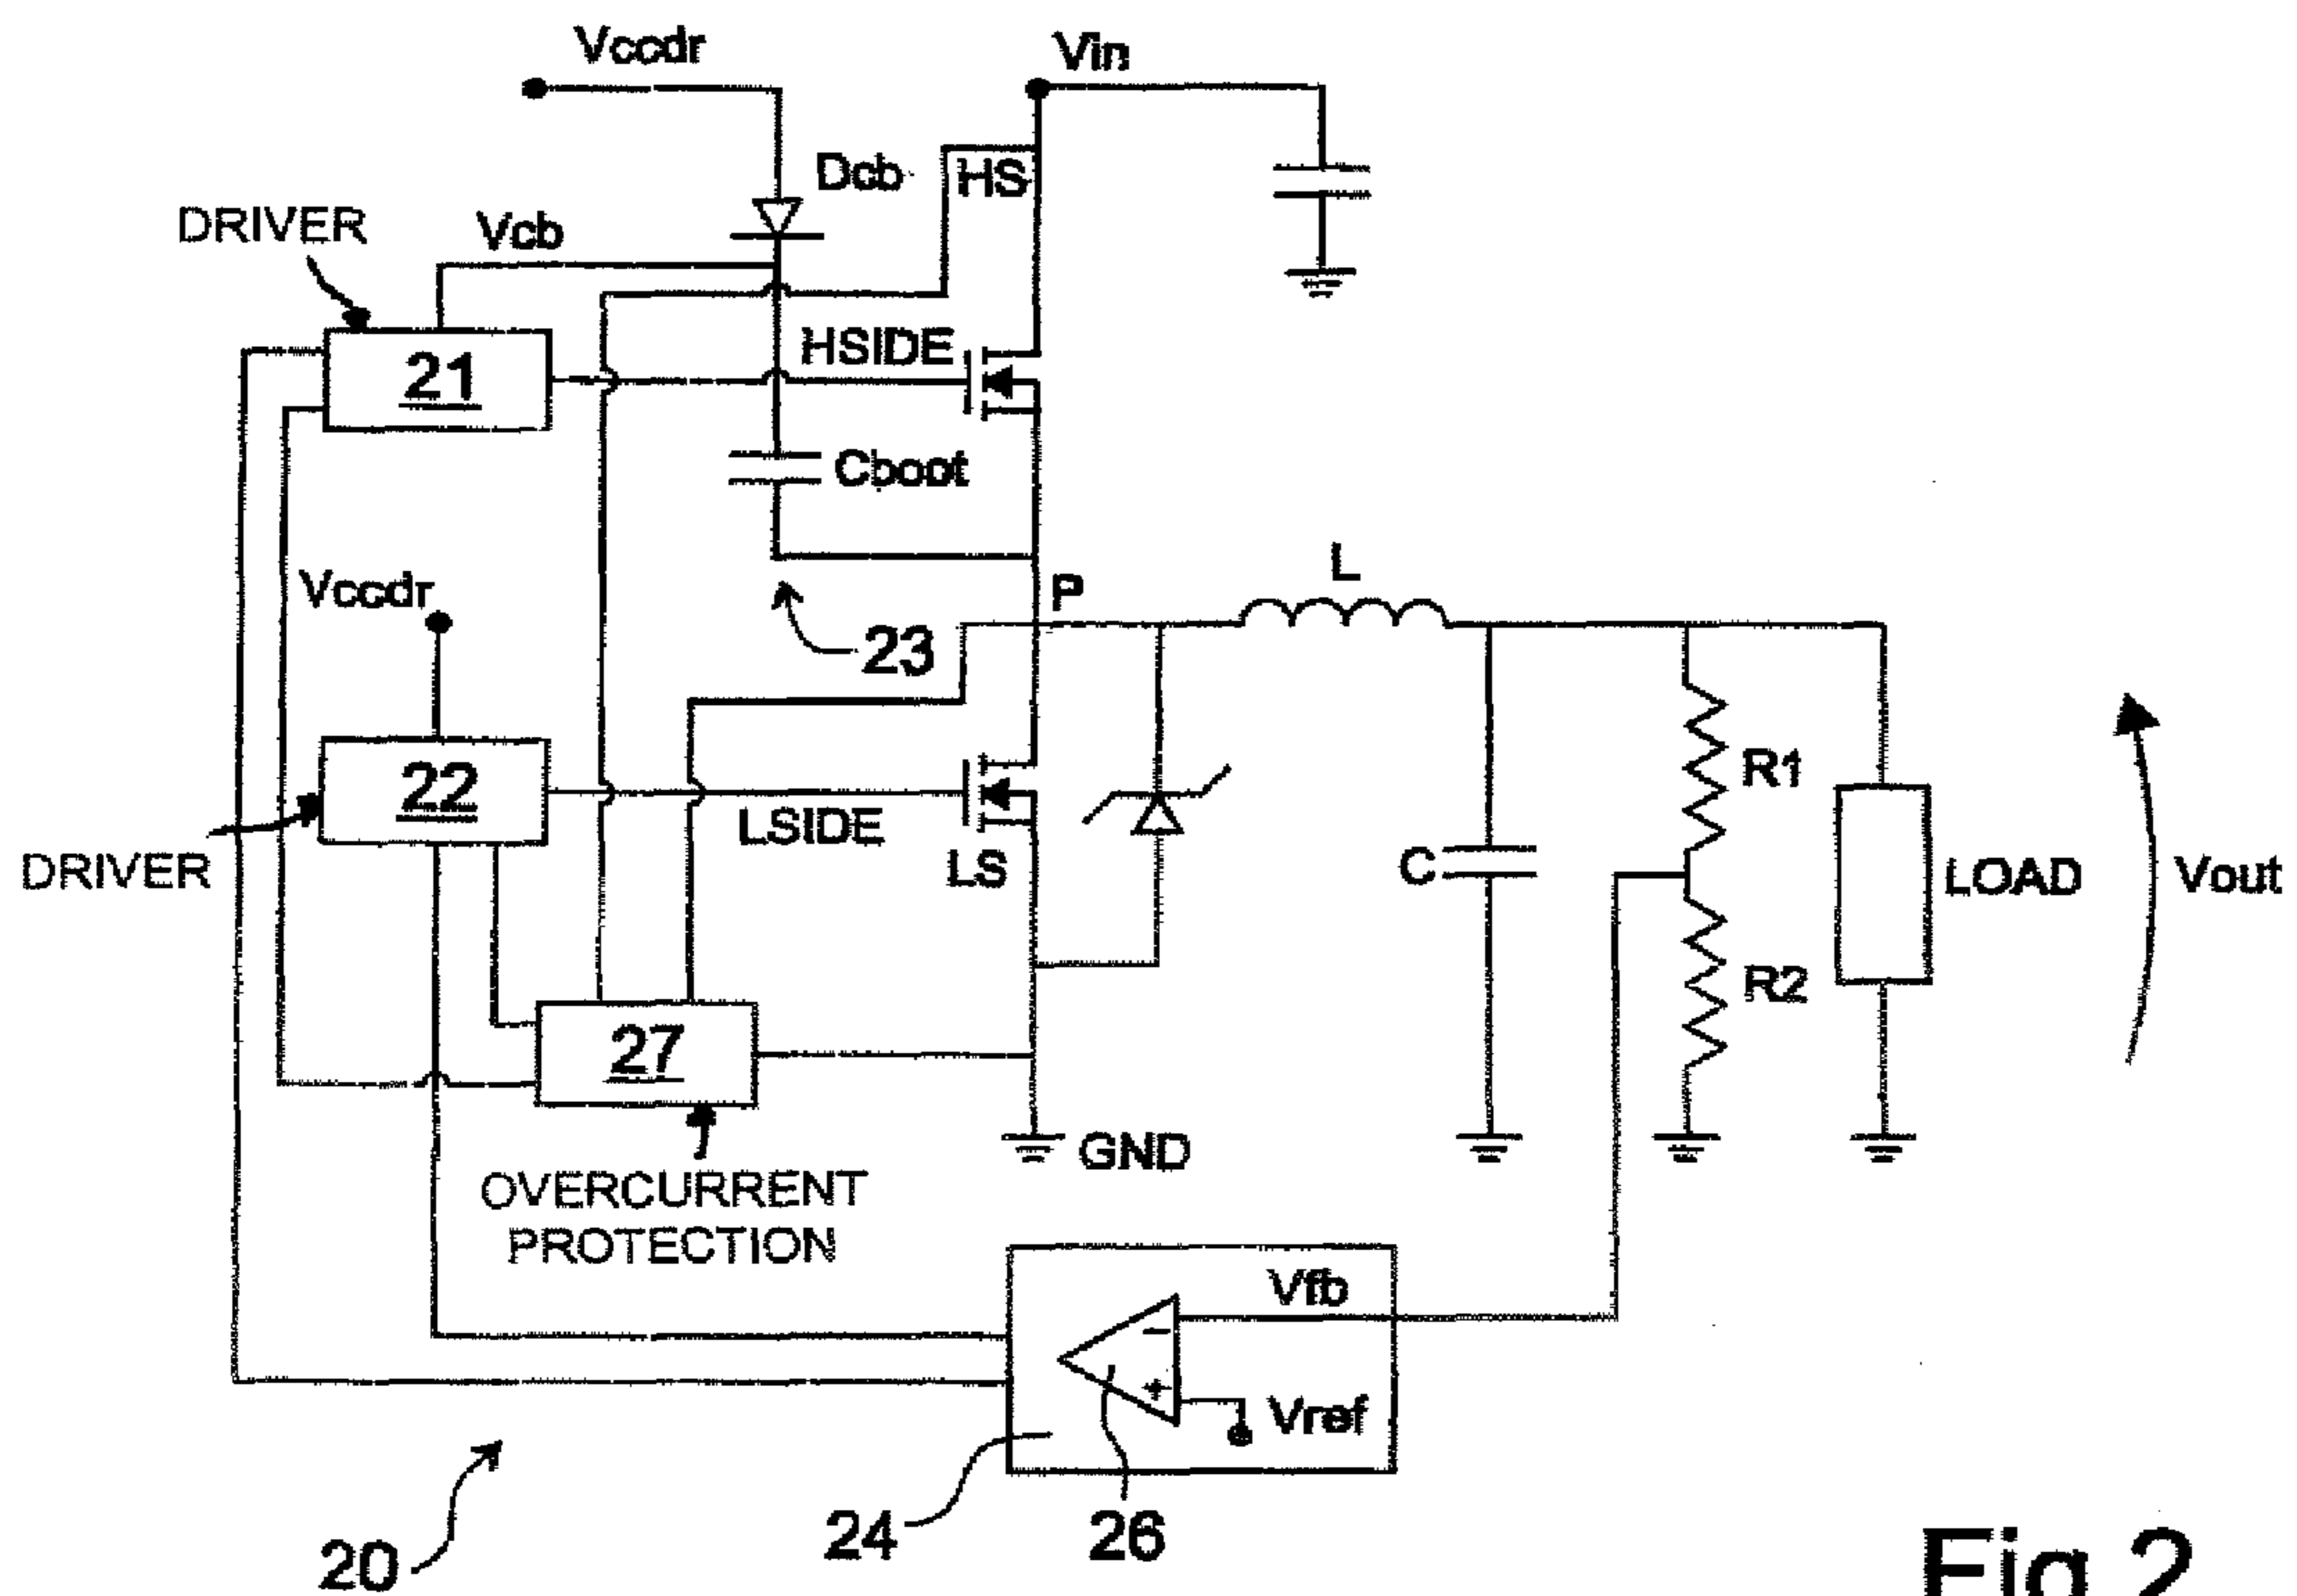 Vccdr
Vin
Dcb
HS
DRIVER
Vcb
21
HSIDE
Cboot
Vccdr
P
L
23
22
LSIDE
DRIVER
LS
R1
C
LOAD
Vout
R2
27
GND
OVERCURRENT
PROTECTION
Vfb
−
+
Vref
24
26
20
Fig 2